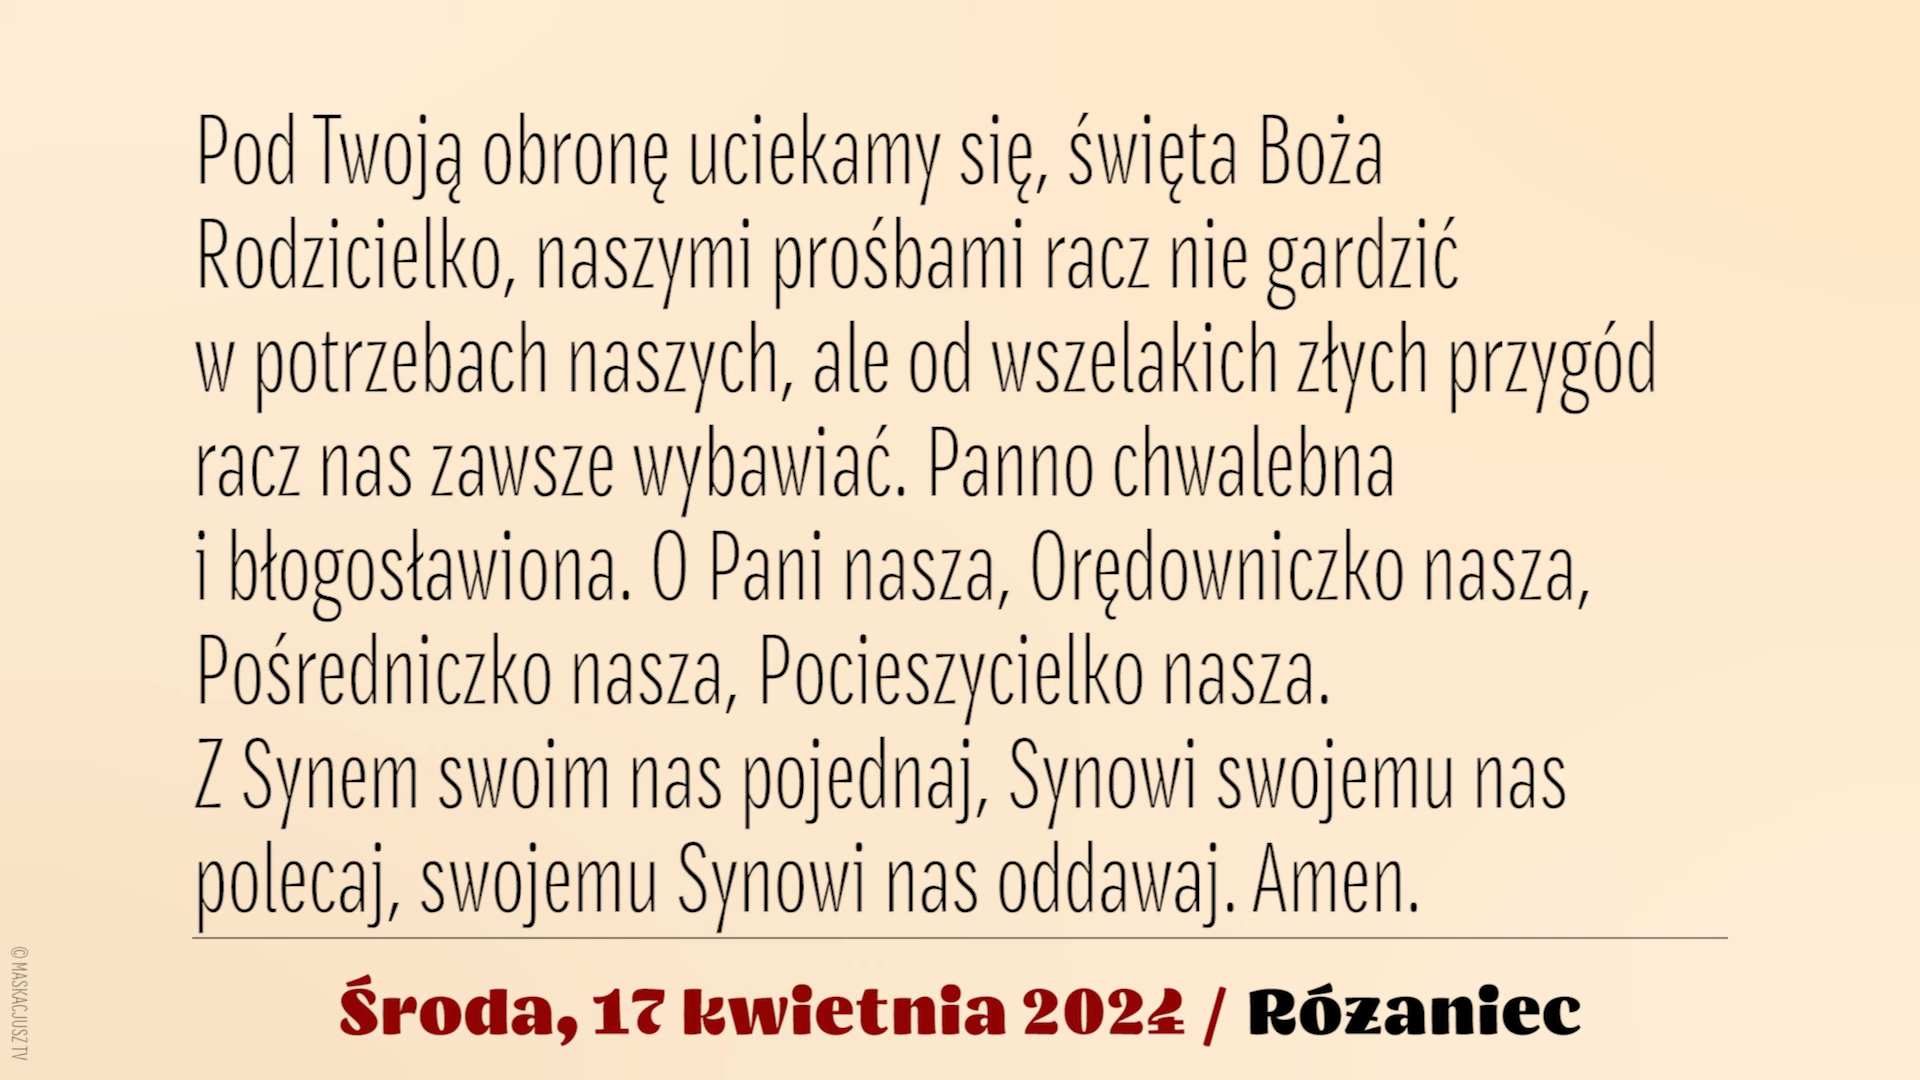 Pod Twoją obronę uciekamy się, święta Boża
Rodzicielko, naszymi prośbami racz nie gardzić
w potrzebach naszych, ale od wszelakich złych przygód
racz nas zawsze wybawiać. Panno chwalebna
i błogosławiona. O Pani nasza, Orędowniczko nasza,
Pośredniczko nasza, Pocieszycielko nasza.
Z Synem swoim nas pojednaj, Synowi swojemu nas
polecaj, swojemu Synowi nas oddawaj. Amen.
Środa, 17 kwietnia 2024 / Różaniec
© MASKACJUSZ TV